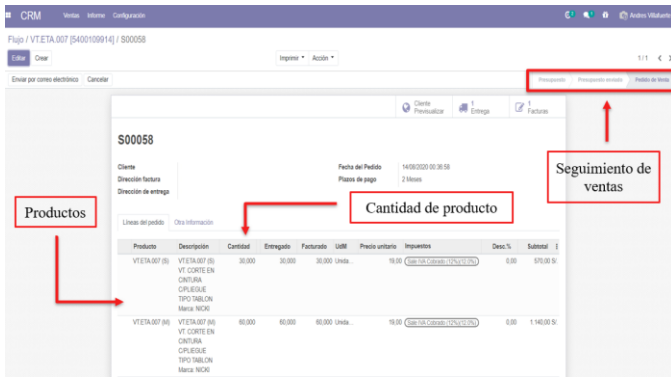 CRM Ventas Informe Configuración Andres Villafuerte
Flujo / VT.ETA.007 [5400109914] / S00058
Editar Crear Imprimir Acción 1/1
Enviar por correo electrónico Cancelar Presupuesto Presupuesto enviado Pedido de Venta
Cliente Previsualizar 1 Entrega 1 Facturas
S00058
Cliente Fecha del Pedido 14/08/2020 00:36:58
Dirección factura Plazos de pago 2 Meses
Dirección de entrega
Seguimiento de
ventas
Productos
Cantidad de producto
Líneas del pedido Otra información
Producto Descripción Cantidad Entregado Facturado UdM Precio unitario Impuestos Desc.% Subtotal
VT.ETA.007 (S) VT.ETA.007 (S) 30,000 30,000 30,000 Unida... 19,00 570,00 S/.
0,00
VT. CORTE EN
CINTURA
C/PLIEGUE
TIPO TABLON
Marca: NICKI
VT.ETA.007 (M) VT.ETA.007 (M) 60,000 60,000 60,000 Unida... 19,00 0,00 1.140,00 S/.
VT. CORTE EN
CINTURA
C/PLIEGUE
TIPO TABLON
Marca: NICKI